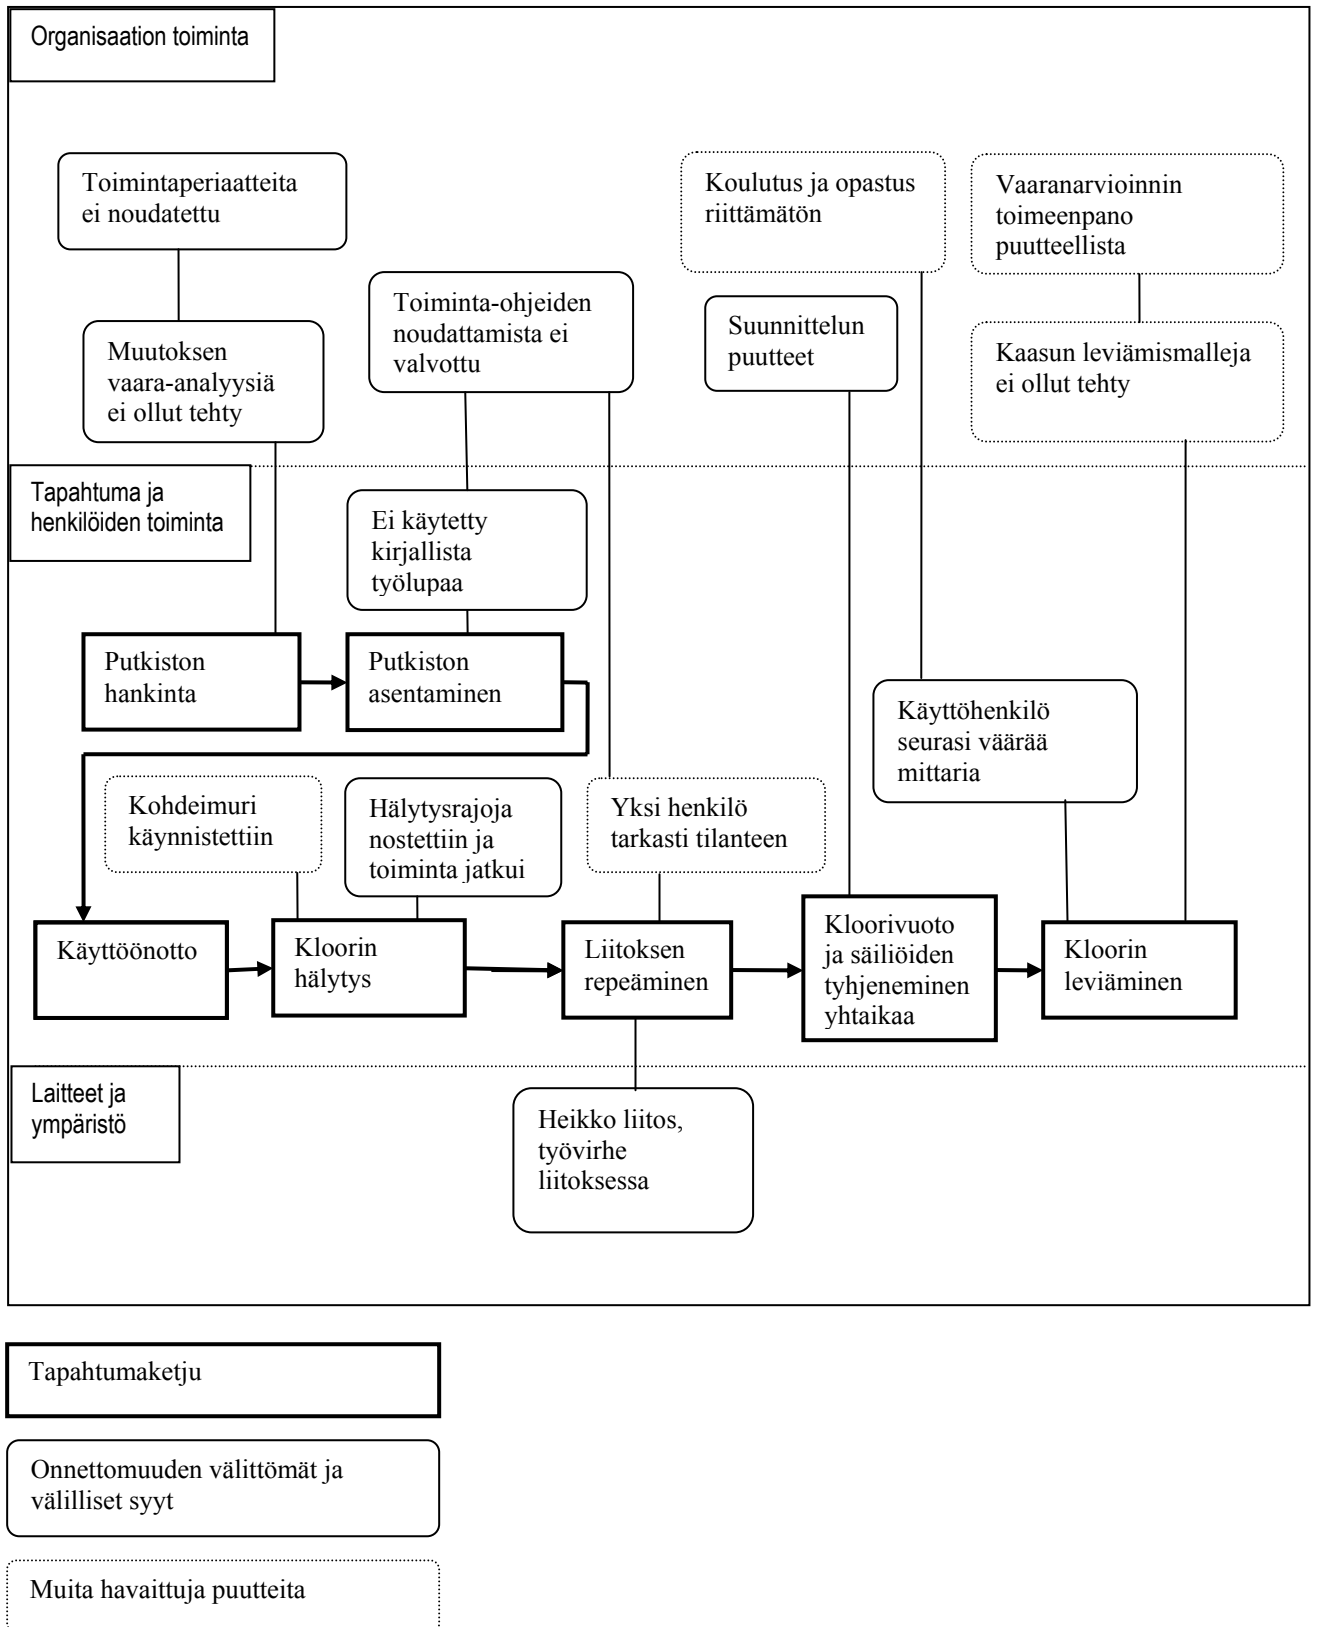 Organisaation toiminta
Toimintaperiaatteita
ei noudatettu
Koulutus ja opastus
riittämätön
Vaaranarvioinnin
toimeenpano
puutteellista
Toiminta-ohjeiden
noudattamista ei
valvottu
Suunnittelun
puutteet
Muutoksen
vaara-analyysiä
ei ollut tehty
Kaasun leviämismalleja
ei ollut tehty
Tapahtuma ja
henkilöiden toiminta
Ei käytetty
kirjallista
työlupaa
Putkiston
hankinta
Putkiston
asentaminen
Käyttöhenkilö
seurasi väärää
mittaria
Kohdeimuri
käynnistettiin
Hälytysrajoja
nostettiin ja
toiminta jatkui
Yksi henkilö
tarkasti tilanteen
Käyttöönotto
Kloorin
hälytys
Liitoksen
repeäminen
Kloorivuoto
ja säiliöiden
tyhjeneminen
yhtaikaa
Kloorin
leviäminen
Laitteet ja
ympäristö
Heikko liitos,
työvirhe
liitoksessa
Tapahtumaketju
Onnettomuuden välittömät ja
välilliset syyt
Muita havaittuja puutteita